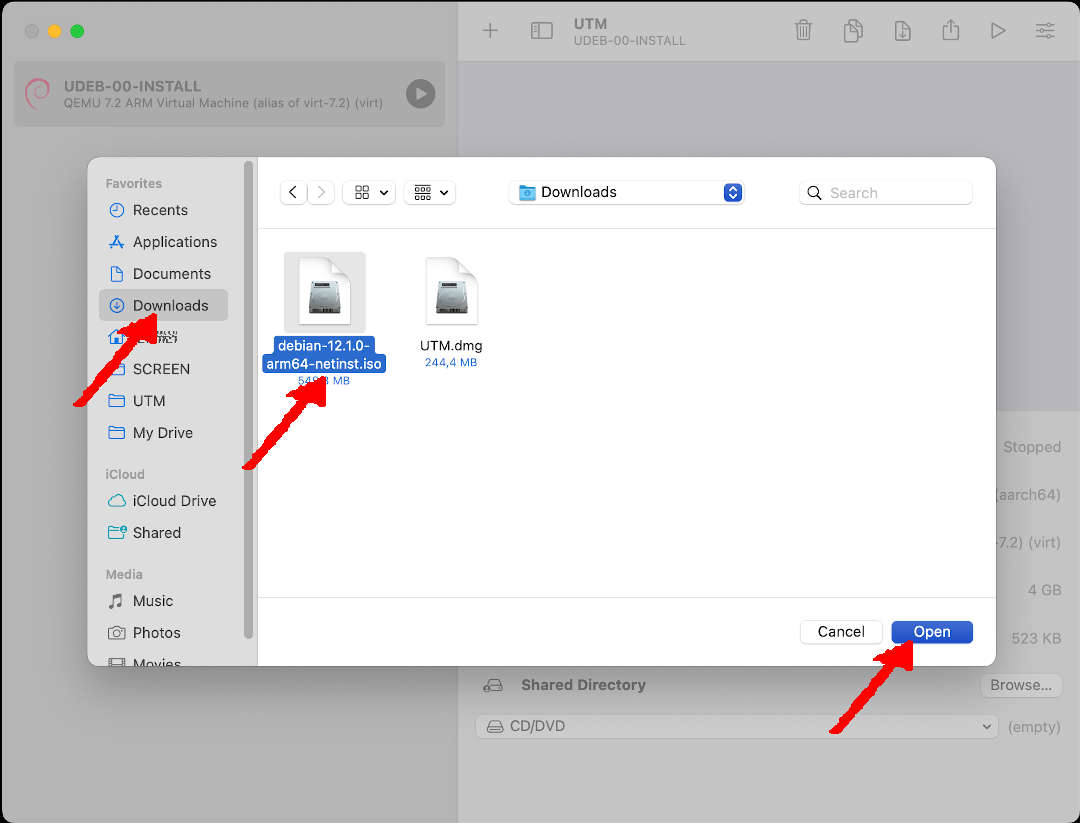 UTM
UDEB-00-INSTALL
UDEB-00-INSTALL
QEMU 7.2 ARM Virtual Machine (alias of virt-7.2) (virt)
Favorites
Recents
Applications
Documents
Downloads
SCREEN
UTM
My Drive
iCloud
iCloud Drive
Shared
Media
Music
Photos
Movies
Downloads
Search
debian-12.1.0-
arm64-netinst.iso
MB
UTM.dmg
244,4 MB
Cancel
Open
Stopped
(aarch64)
-7.2) (virt)
4 GB
523 KB
Shared Directory
Browse...
CD/DVD
(empty)